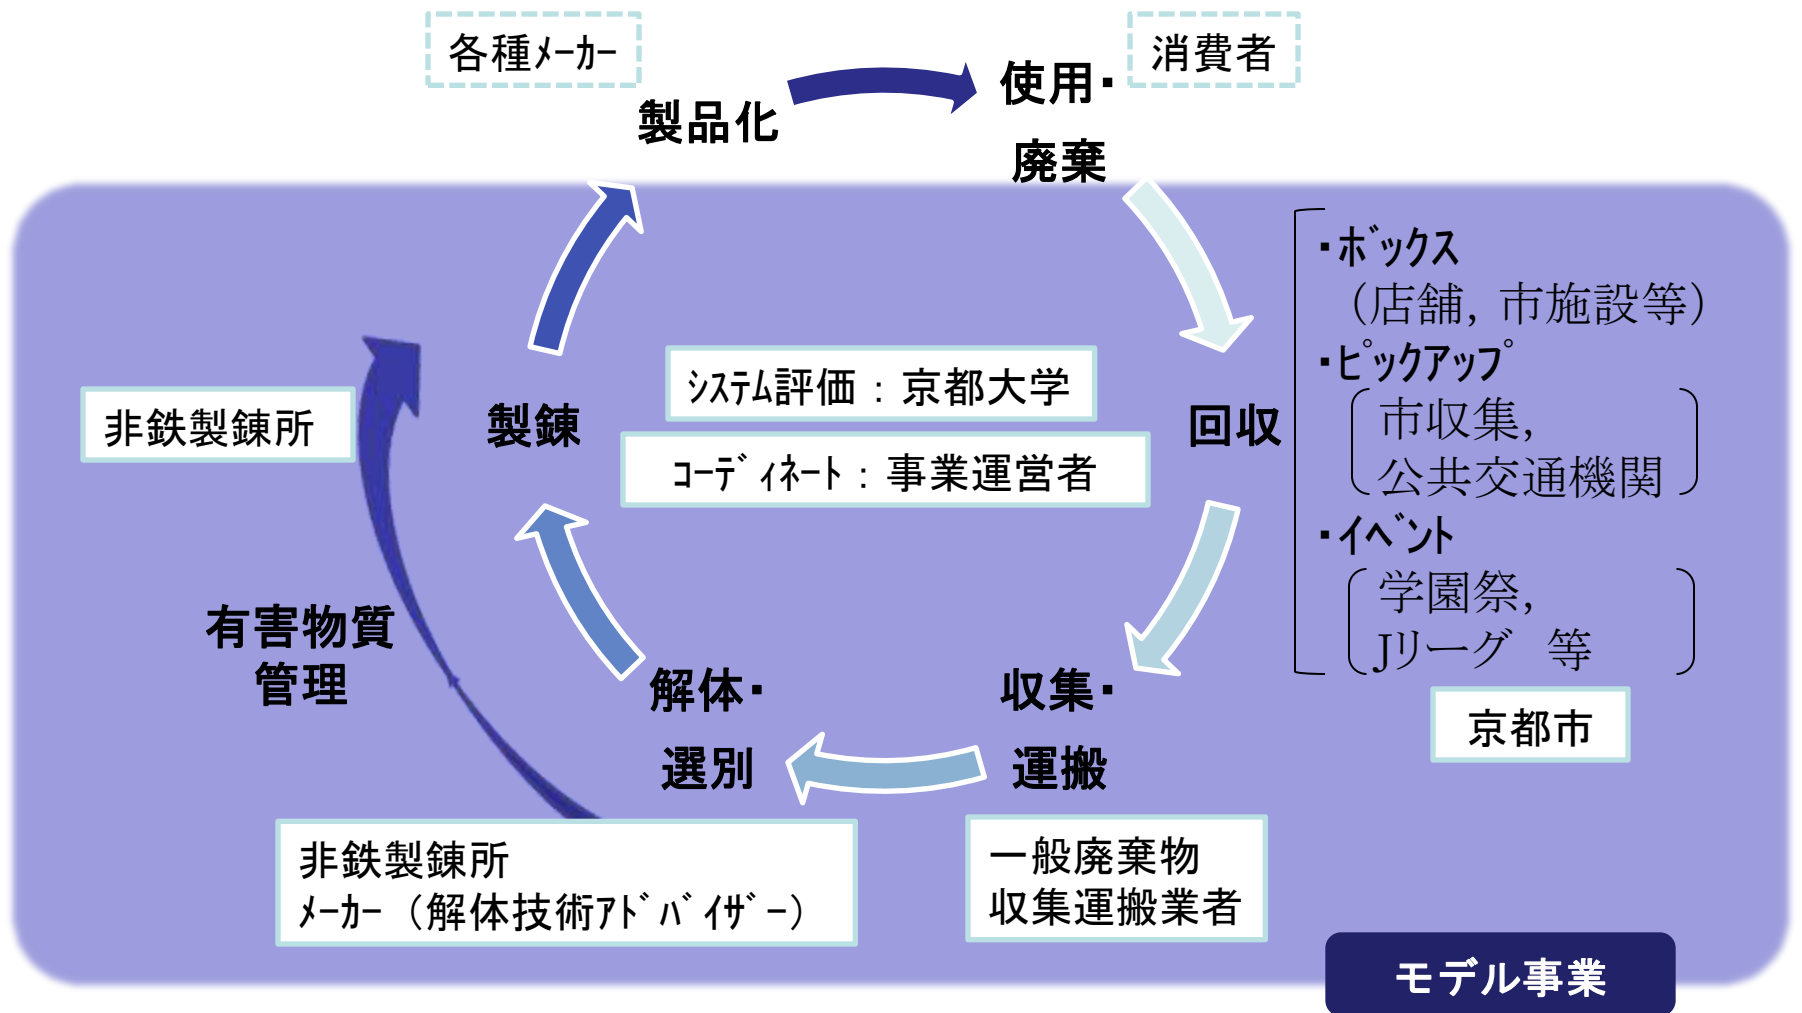 各種ﾒｰｶｰ
製品化
使用・
廃棄
消費者
・ﾎﾞｯｸｽ
（店舗，市施設等）
・ﾋﾟｯｸｱｯﾌﾟ
市収集，
公共交通機関
・ｲﾍﾞﾝﾄ
学園祭，
Jリーグ　等
京都市
回収
ｼｽﾃﾑ評価：京都大学
ｺｰﾃﾞｨﾈｰﾄ：事業運営者
製錬
非鉄製錬所
有害物質
管理
解体・
選別
収集・
運搬
非鉄製錬所
ﾒｰｶｰ（解体技術ｱﾄﾞﾊﾞｲｻﾞｰ）
一般廃棄物
収集運搬業者
モデル事業